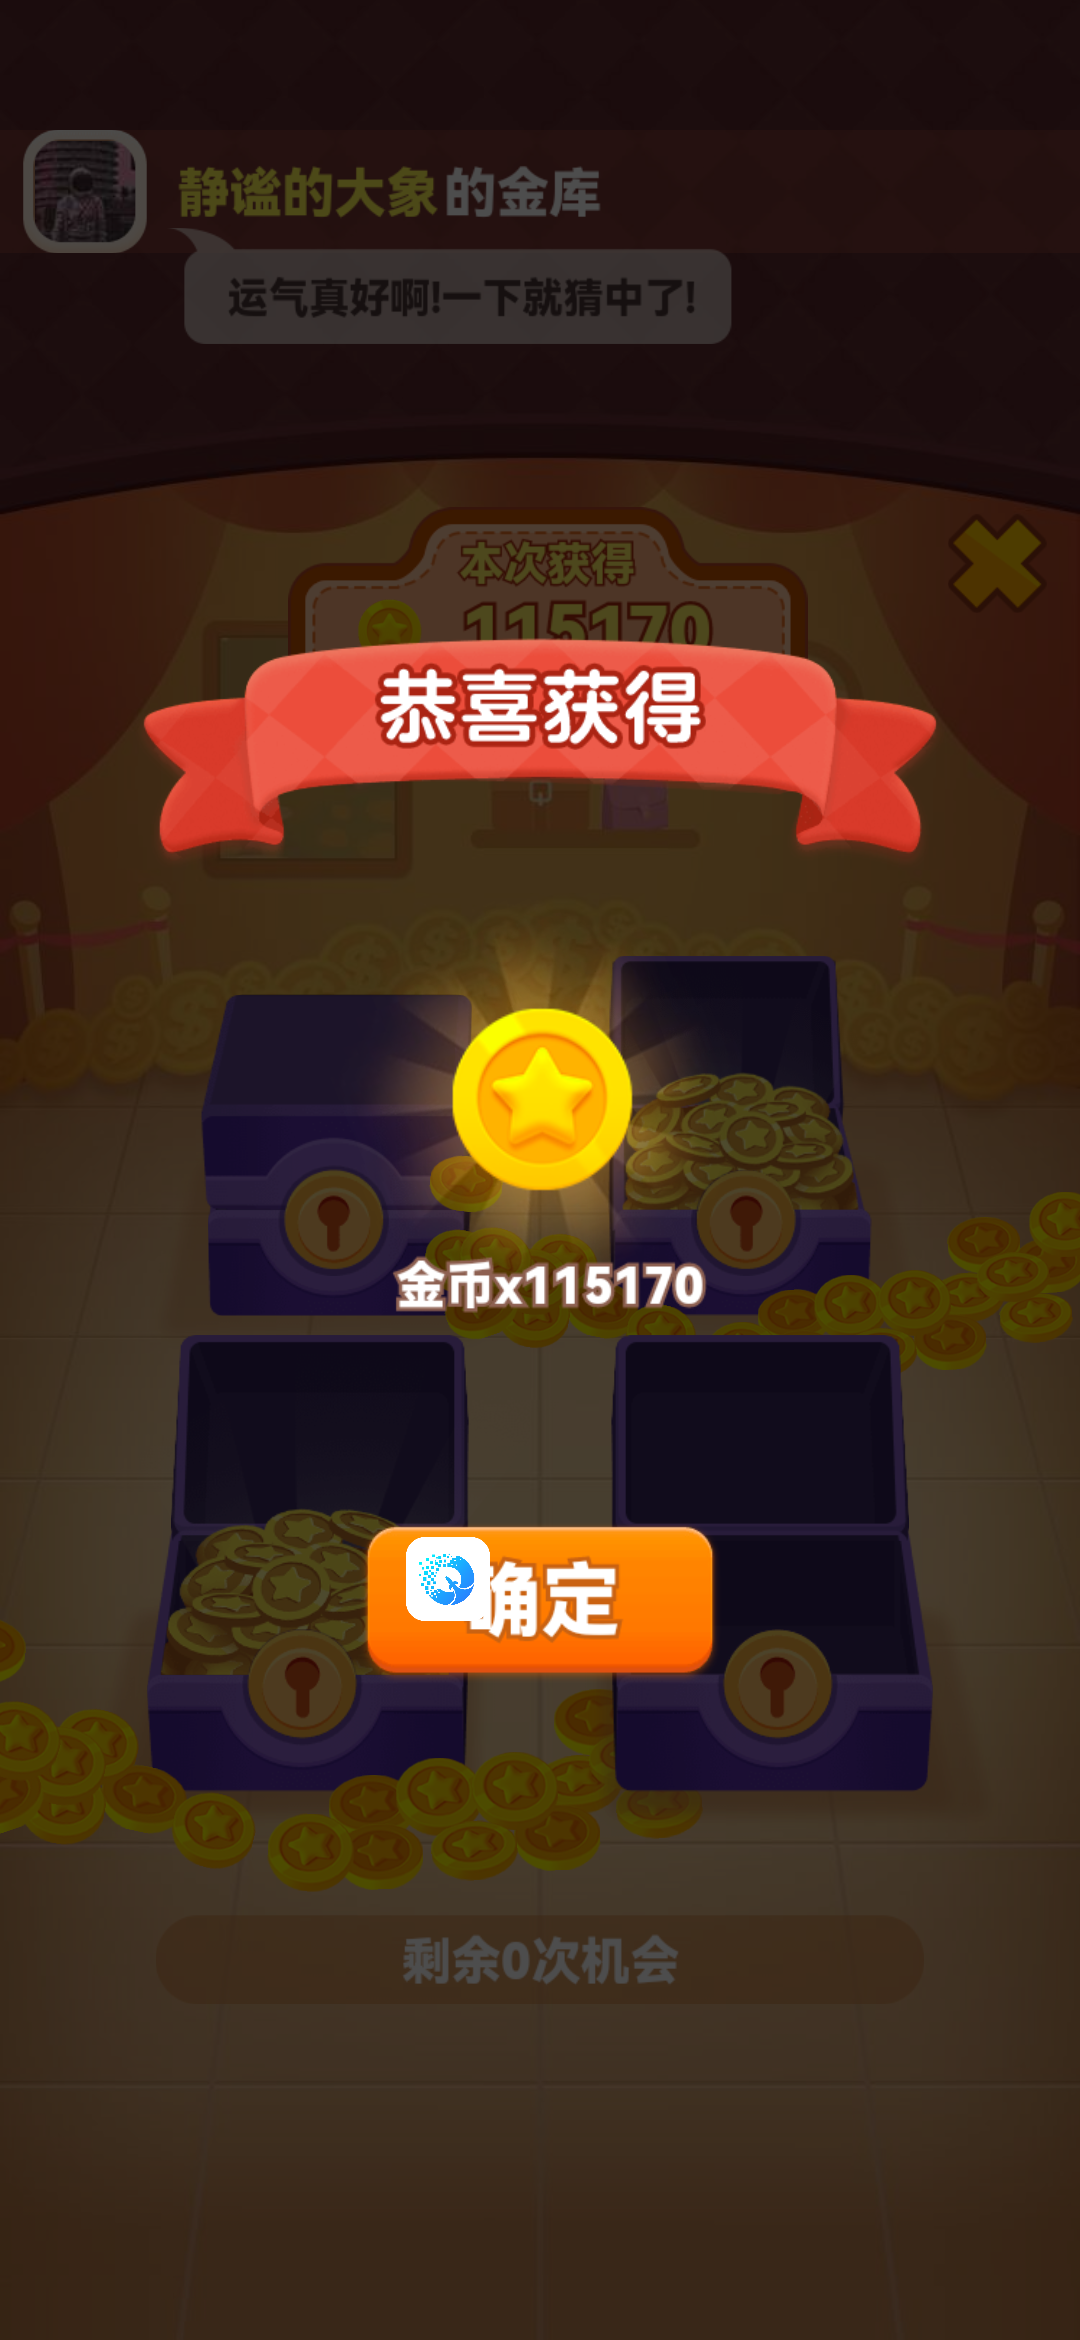 静谧的大象的金库
运气真好啊!一下就猜中了!
本次获得
115170
恭喜获得
金币x115170
确定
剩余0次机会